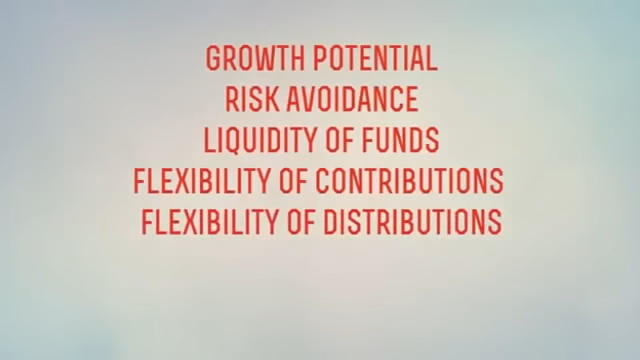 GROWTH POTENTIAL
RISK AVOIDANCE
LIQUIDITY OF FUNDS
FLEXIBILITY OF CONTRIBUTIONS
FLEXIBILITY OF DISTRIBUTIONS